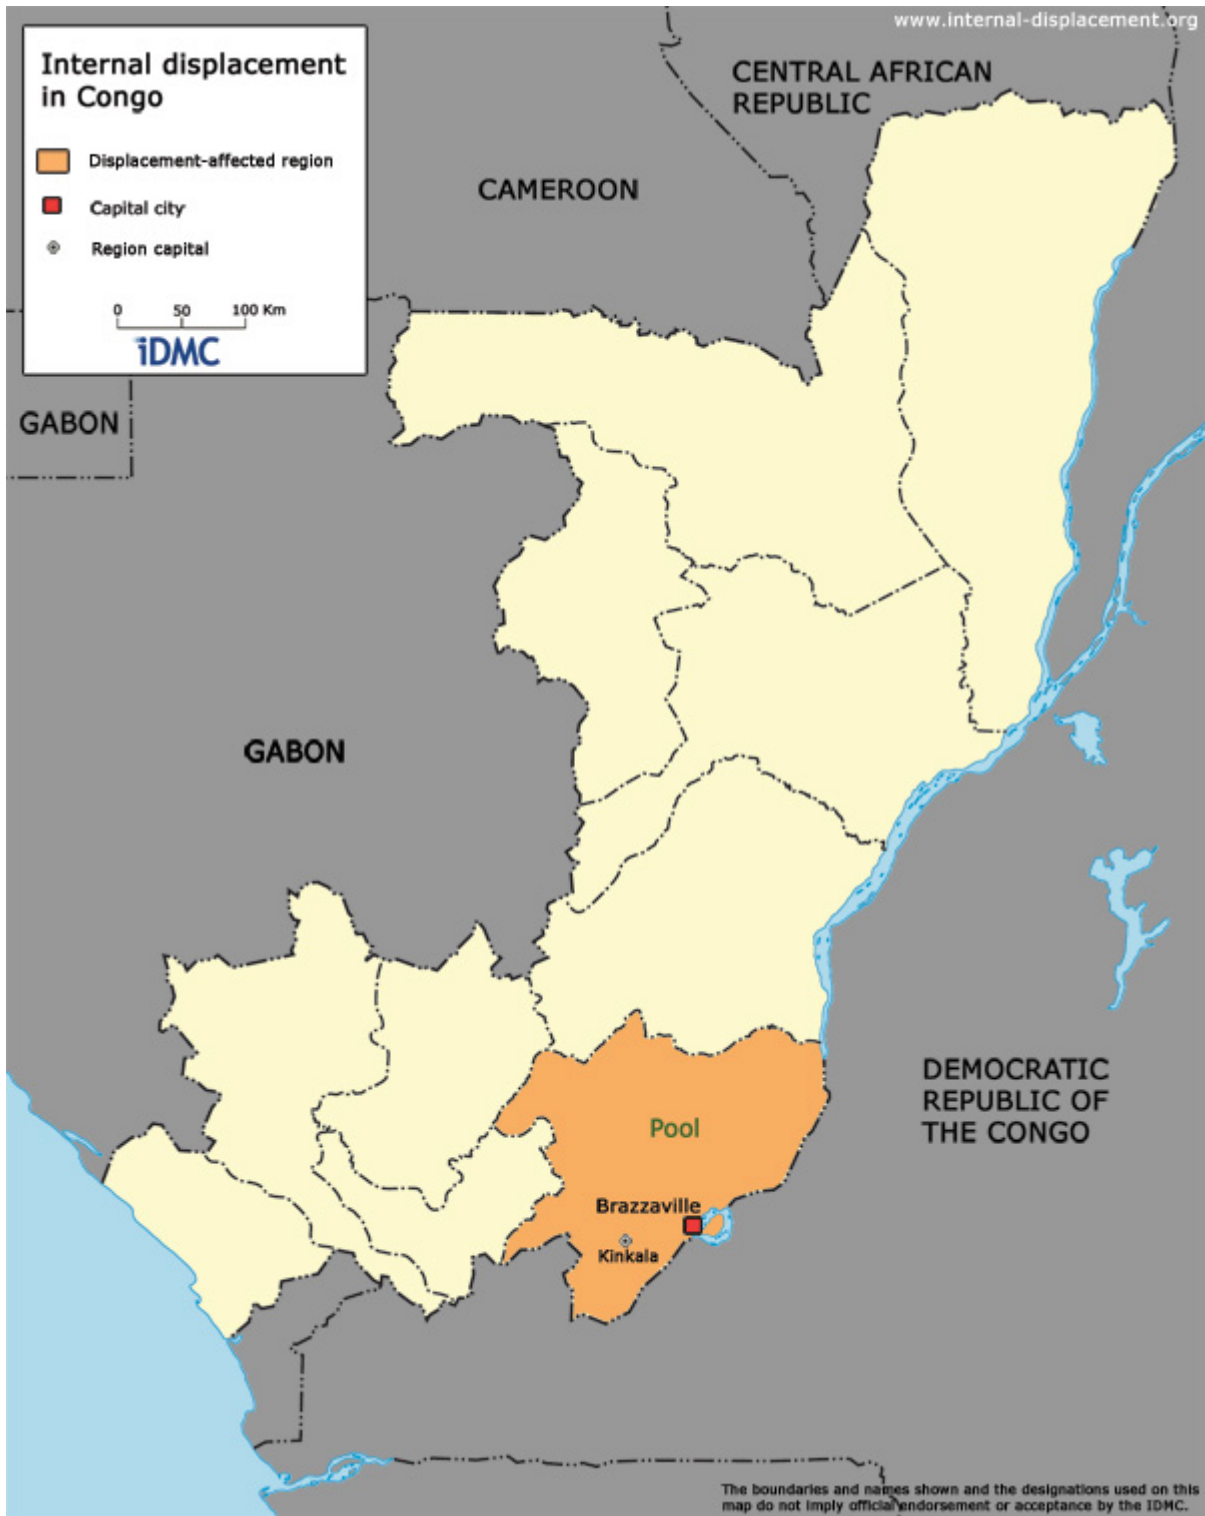 www.internal-displacement.org
Internal displacement
in Congo
Displacement-affected region
Capital city
Region capital
0 50 100 Km
iDMC
CENTRAL AFRICAN
REPUBLIC
CAMEROON
GABON
GABON
DEMOCRATIC
REPUBLIC OF
THE CONGO
Pool
Brazzaville
Kinkala
The boundaries and names shown and the designations used on this
map do not imply official endorsement or acceptance by the IDMC.